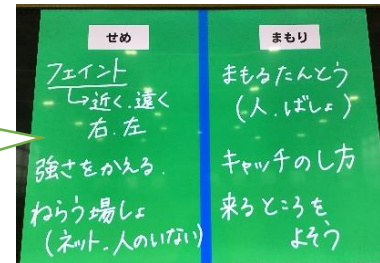 せめ
フェイント
↳近く.遠く
右.左
強さをかえる.
ねらう場しょ
(ネット.人のいない)
まもり
まもるたんとう
(人.ばしょ)
キャッチのし方
来るところを
よそう